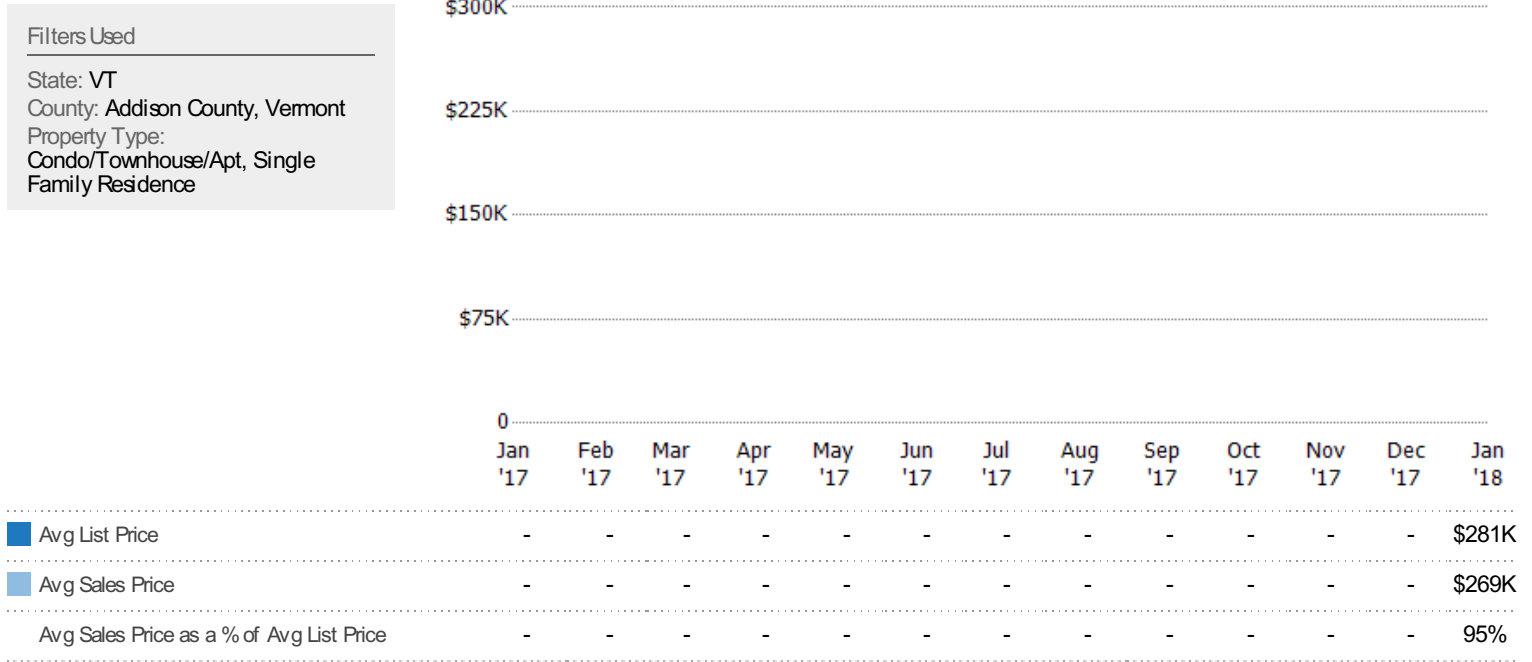 Filters Used
State: VT
County: Addison County, Vermont
Property Type:
Condo/Townhouse/Apt, Single
Family Residence
$300K
$225K
$150K
$75K
0
Jan Feb Mar Apr May Jun Jul Aug Sep Oct Nov Dec Jan
'17 '17 '17 '17 '17 '17 '17 '17 '17 '17 '17 '17 '18
Avg List Price - - - - - - - - - - - - $281K
Avg Sales Price - - - - - - - - - - - - $269K
Avg Sales Price as a % of Avg List Price - - - - - - - - - - - - 95%